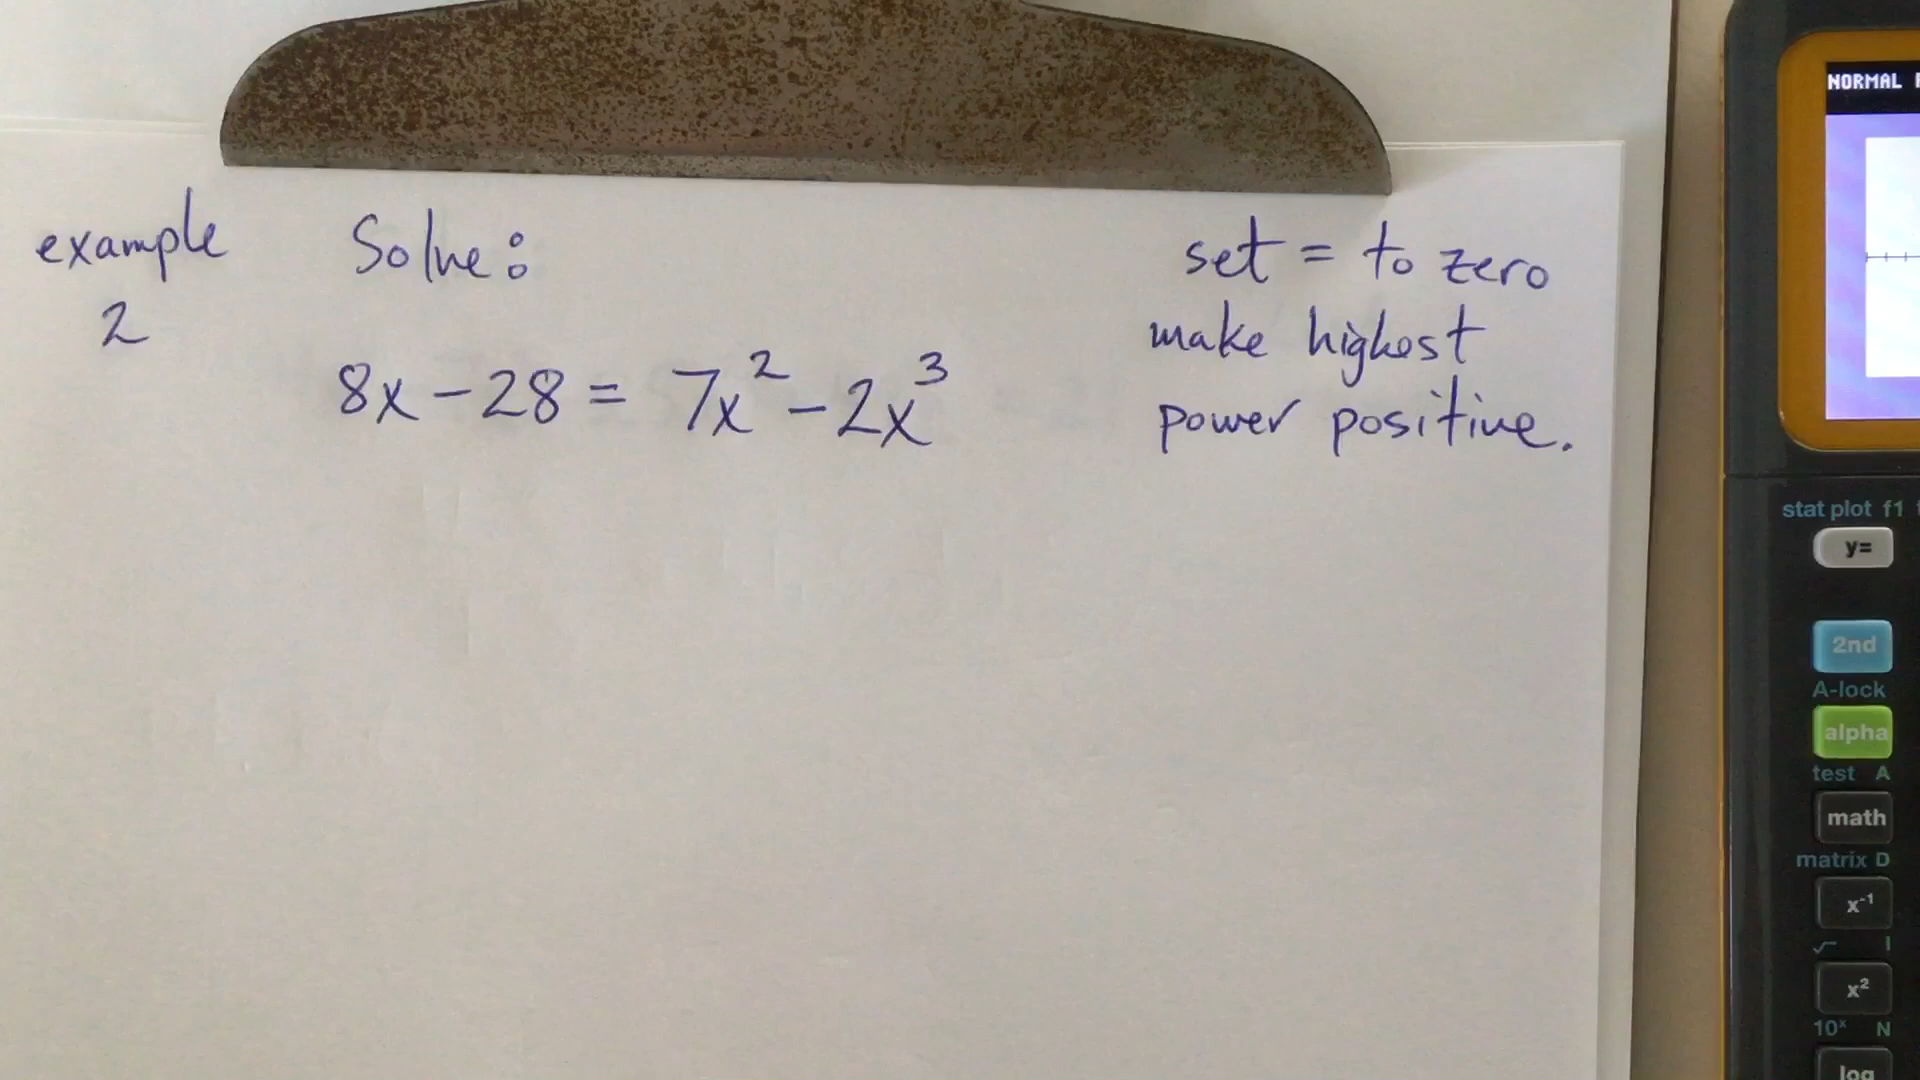 example
2
Solve:
8x - 28 = 7x² - 2x³
set = to zero
make highest
power positive.
NORMAL
stat plot f1
y=
2nd
A-lock
alpha
test A
math
matrix D
x⁻¹
√ I
x²
10ˣ N
log